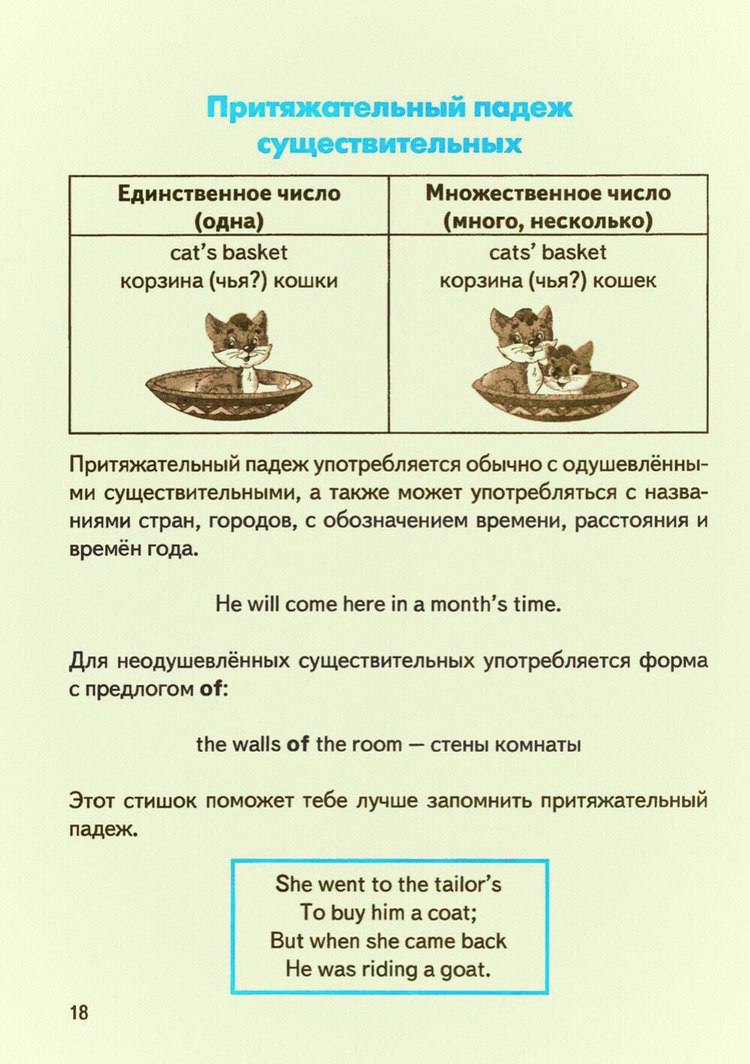 Притяжательный падеж
существительных
Единственное число
(одна)
Множественное число
(много, несколько)
cat's basket
корзина (чья?) кошки
cats' basket
корзина (чья?) кошек
Притяжательный падеж употребляется обычно с одушевлённы-
ми существительными, а также может употребляться с назва-
ниями стран, городов, с обозначением времени, расстояния и
времён года.
He will come here in a month's time.
Для неодушевлённых существительных употребляется форма
с предлогом of:
the walls of the room — стены комнаты
Этот стишок поможет тебе лучше запомнить притяжательный
падеж.
She went to the tailor's
To buy him a coat;
But when she came back
He was riding a goat.
18